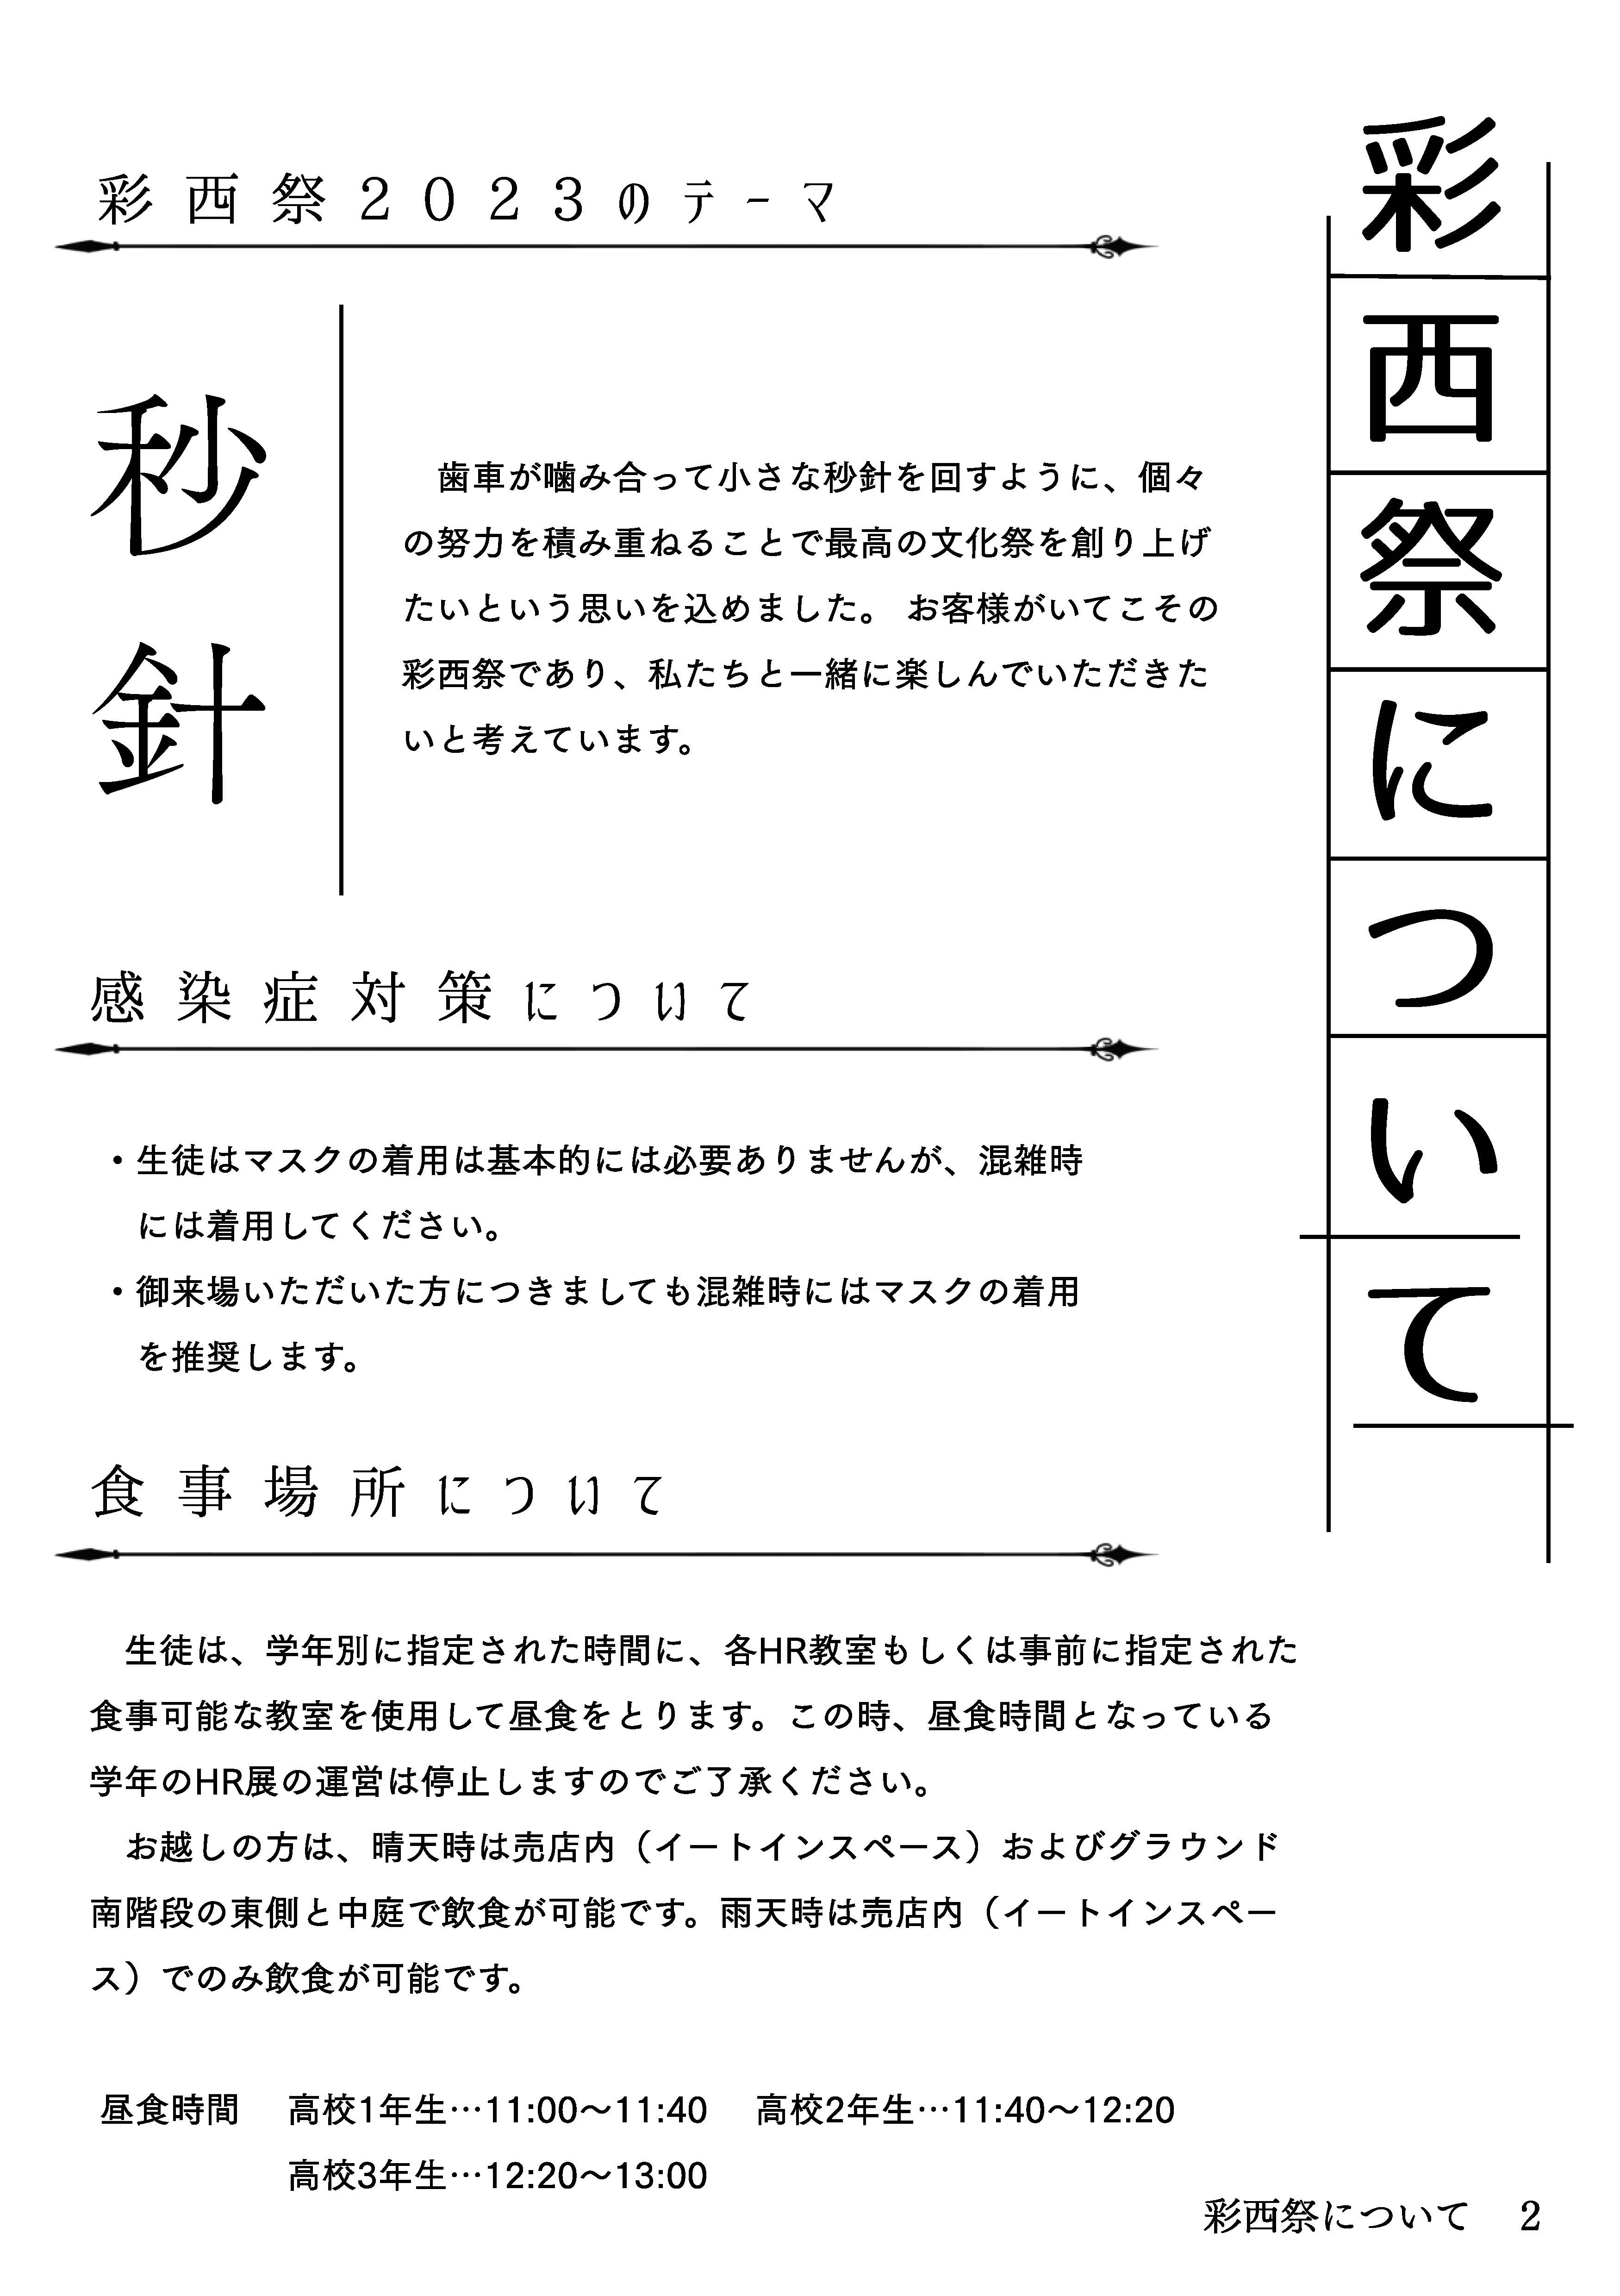 彩西祭について
彩西祭２０２３のテーマ
秒針
　歯車が噛み合って小さな秒針を回すように、個々
の努力を積み重ねることで最高の文化祭を創り上げ
たいという思いを込めました。 お客様がいてこその
彩西祭であり、私たちと一緒に楽しんでいただきた
いと考えています。
感染症対策について
・生徒はマスクの着用は基本的には必要ありませんが、混雑時
には着用してください。
・御来場いただいた方につきましても混雑時にはマスクの着用
を推奨します。
食事場所について
　生徒は、学年別に指定された時間に、各HR教室もしくは事前に指定された
食事可能な教室を使用して昼食をとります。この時、昼食時間となっている
学年のHR展の運営は停止しますのでご了承ください。
　お越しの方は、晴天時は売店内（イートインスペース）およびグラウンド
南階段の東側と中庭で飲食が可能です。雨天時は売店内（イートインスペー
ス）でのみ飲食が可能です。
昼食時間　高校1年生…11:00～11:40　高校2年生…11:40～12:20
高校3年生…12:20～13:00
彩西祭について　2